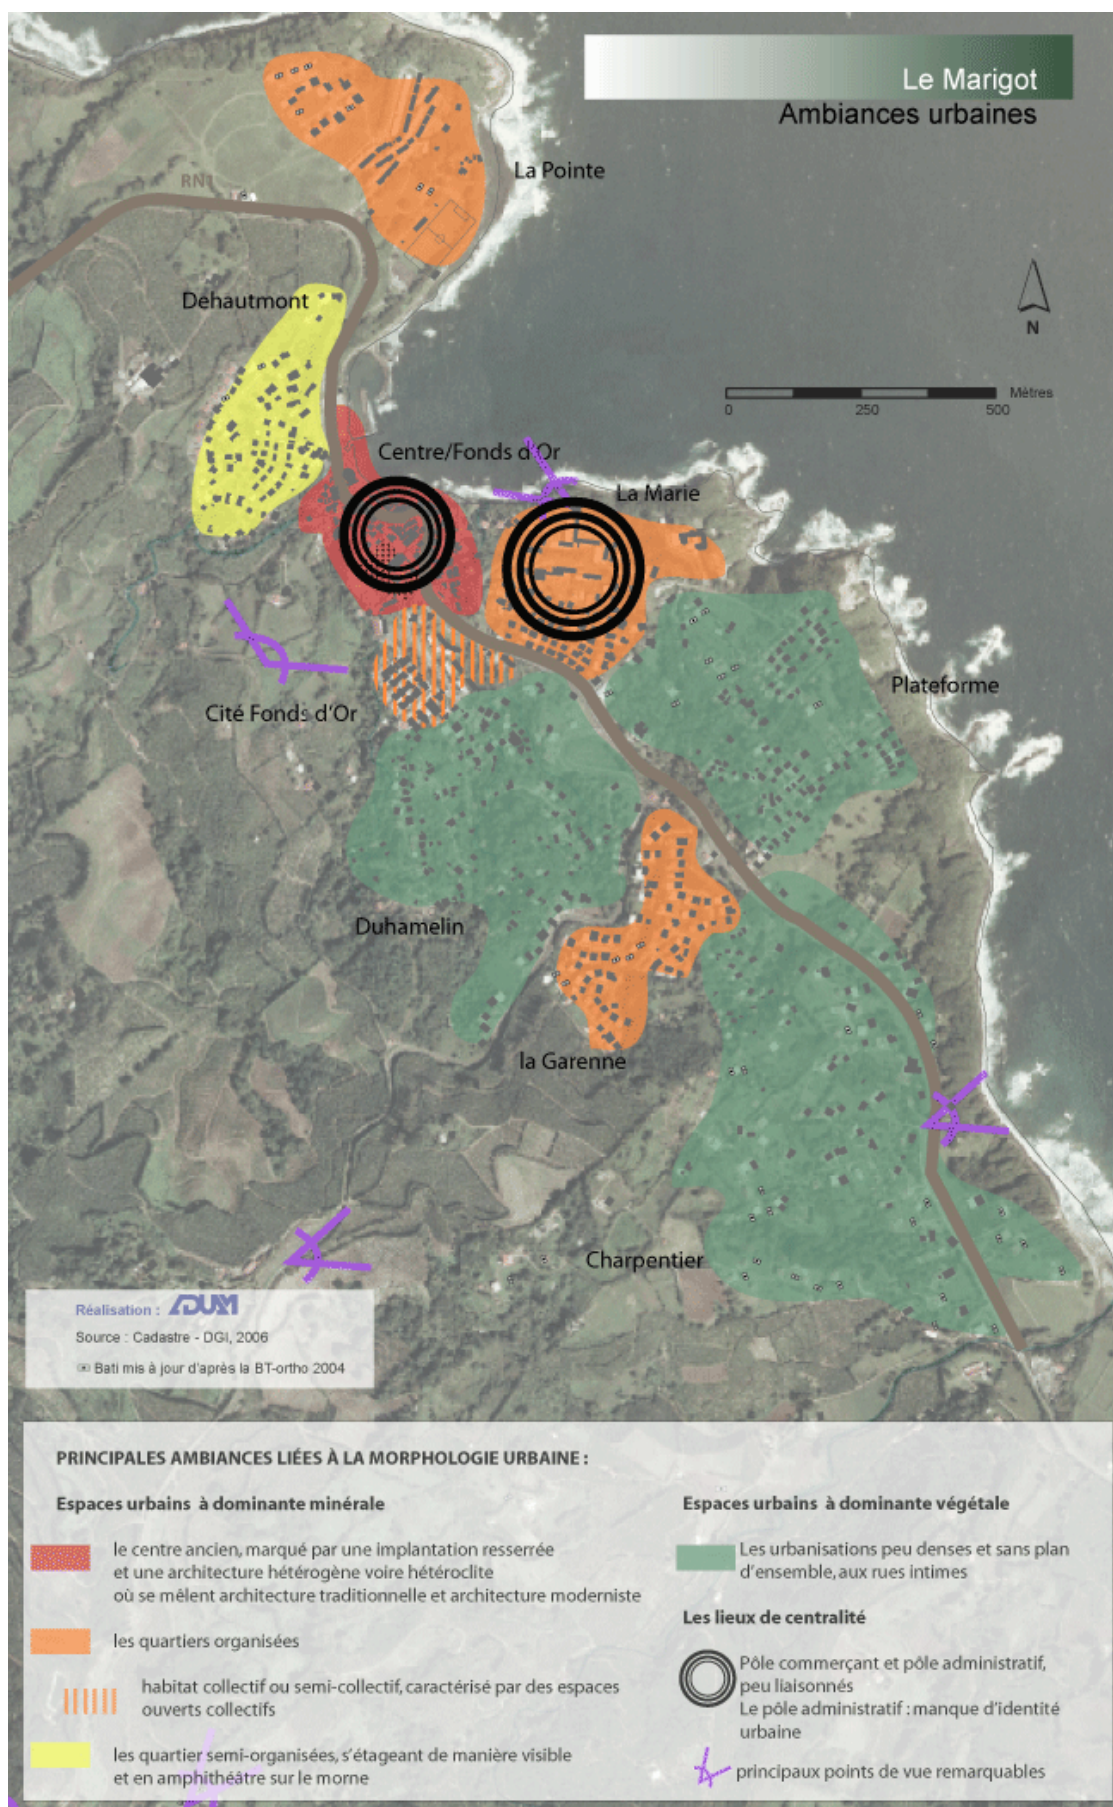 Le Marigot
Ambiances urbaines
La Pointe
RN1
Dehautmont
N
Mètres
0 250 500
Centre/Fonds d'Or
La Marie
Plateforme
Cité Fonds d'Or
Duhamelin
la Garenne
Charpentier
Réalisation : ADUAM
Source : Cadastre - DGI, 2006
Bati mis à jour d'après la BT-ortho 2004
PRINCIPALES AMBIANCES LIÉES À LA MORPHOLOGIE URBAINE :
Espaces urbains à dominante minérale
le centre ancien, marqué par une implantation resserrée
et une architecture hétérogène voire hétéroclite
où se mêlent architecture traditionnelle et architecture moderniste
les quartiers organisées
habitat collectif ou semi-collectif, caractérisé par des espaces
ouverts collectifs
les quartier semi-organisées, s'étageant de manière visible
et en amphithéâtre sur le morne
Espaces urbains à dominante végétale
Les urbanisations peu denses et sans plan
d'ensemble, aux rues intimes
Les lieux de centralité
Pôle commerçant et pôle administratif,
peu liaisonnés
Le pôle administratif : manque d'identité
urbaine
principaux points de vue remarquables